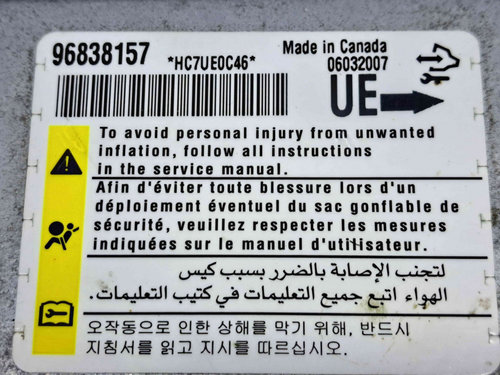 96838157
*HC7UE0C46*
Made in Canada
06032007
UE
To avoid personal injury from unwanted
inflation, follow all instructions
in the service manual.
Afin d'éviter toute blessure lors d'un
déploiement éventuel du sac gonflable de
sécurité, veuillez respecter les mesures
indiquées sur le manuel d'utilisateur.
لتجنب الإصابة بالضرر بسبب كيس
الهواء اتبع جميع التعليمات في كتيب التعليمات.
오작동으로 인한 상해를 막기 위해, 반드시
지침서를 읽고 지시를 따르십시오.